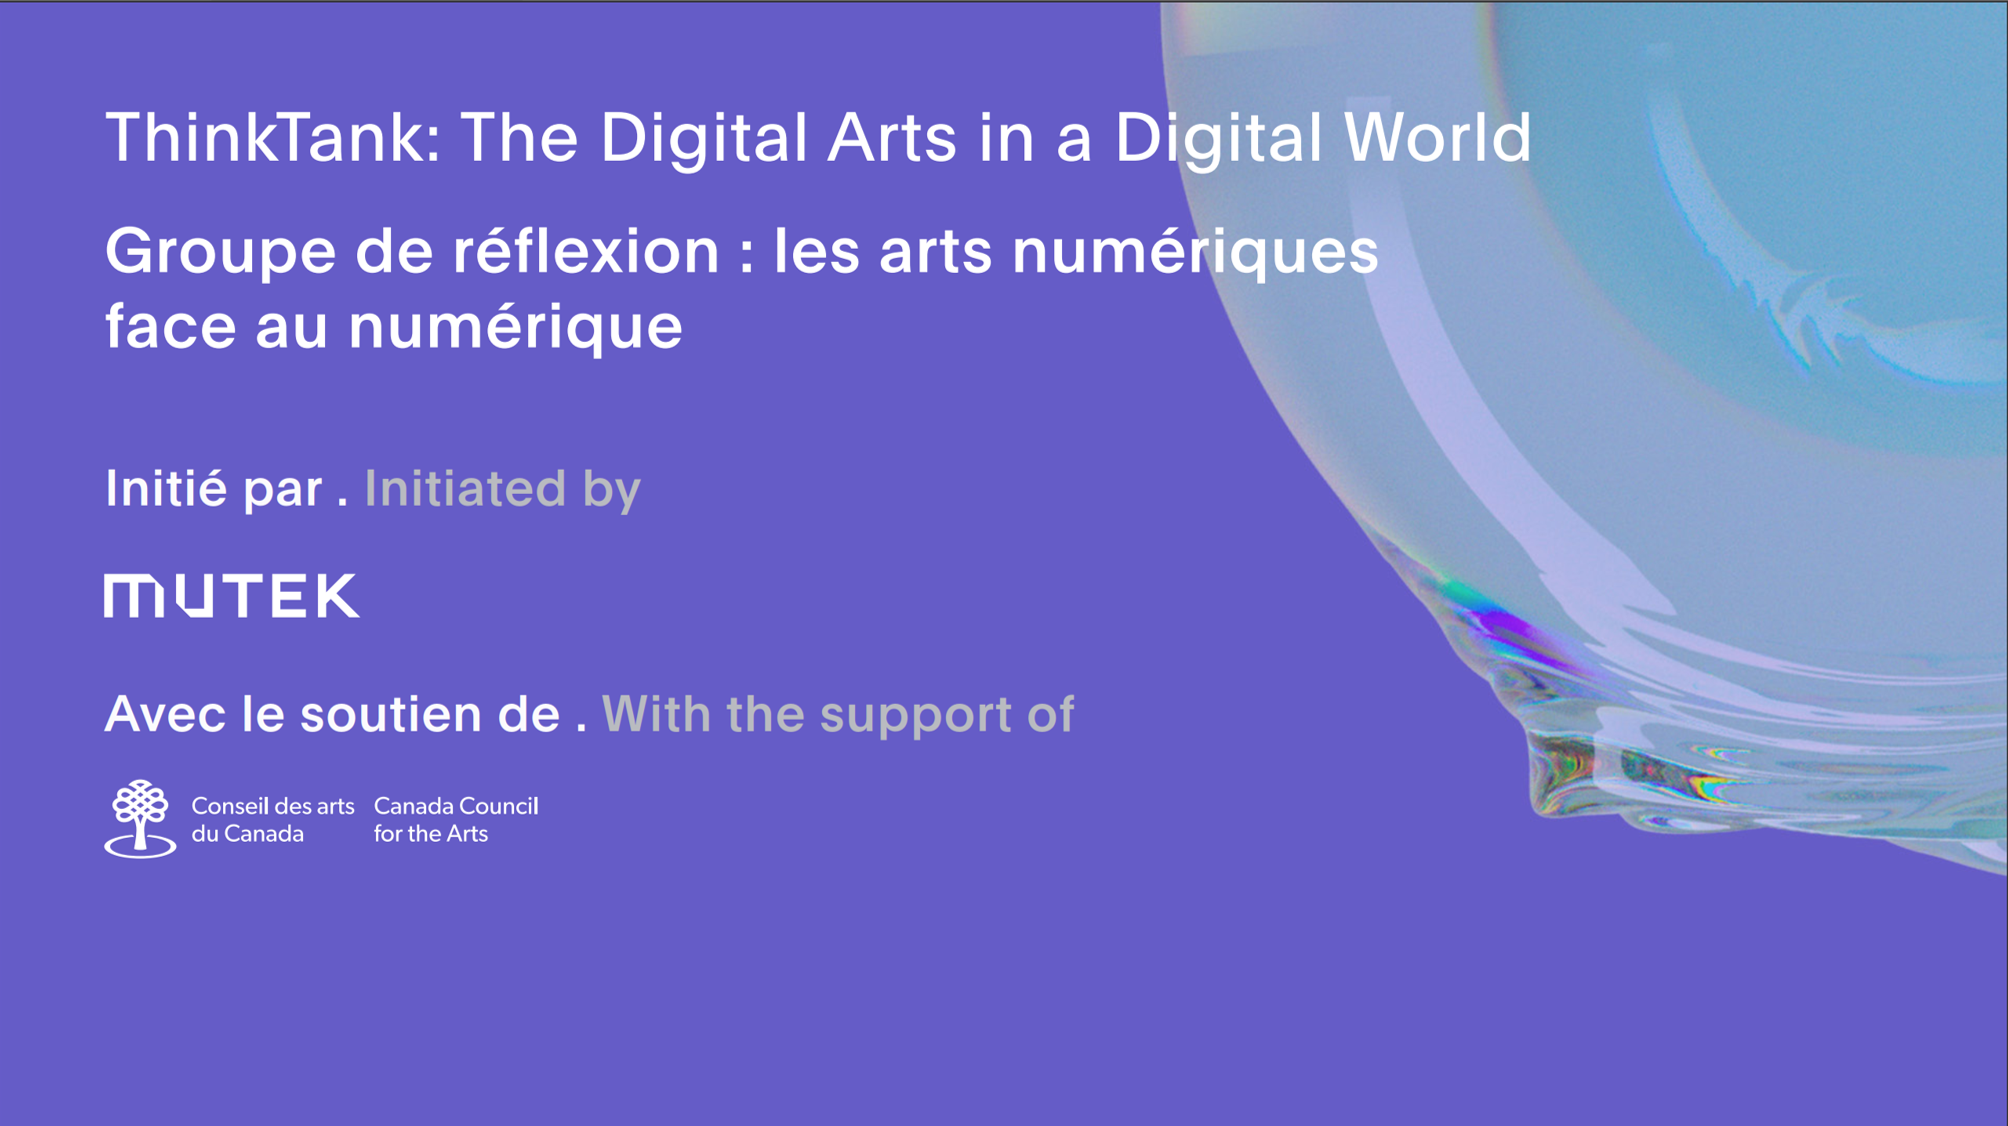 ThinkTank: The Digital Arts in a Digital World
Groupe de réflexion : les arts numériques
face au numérique
Initié par . Initiated by
MUTEK
Avec le soutien de . With the support of
Conseil des arts
du Canada
Canada Council
for the Arts